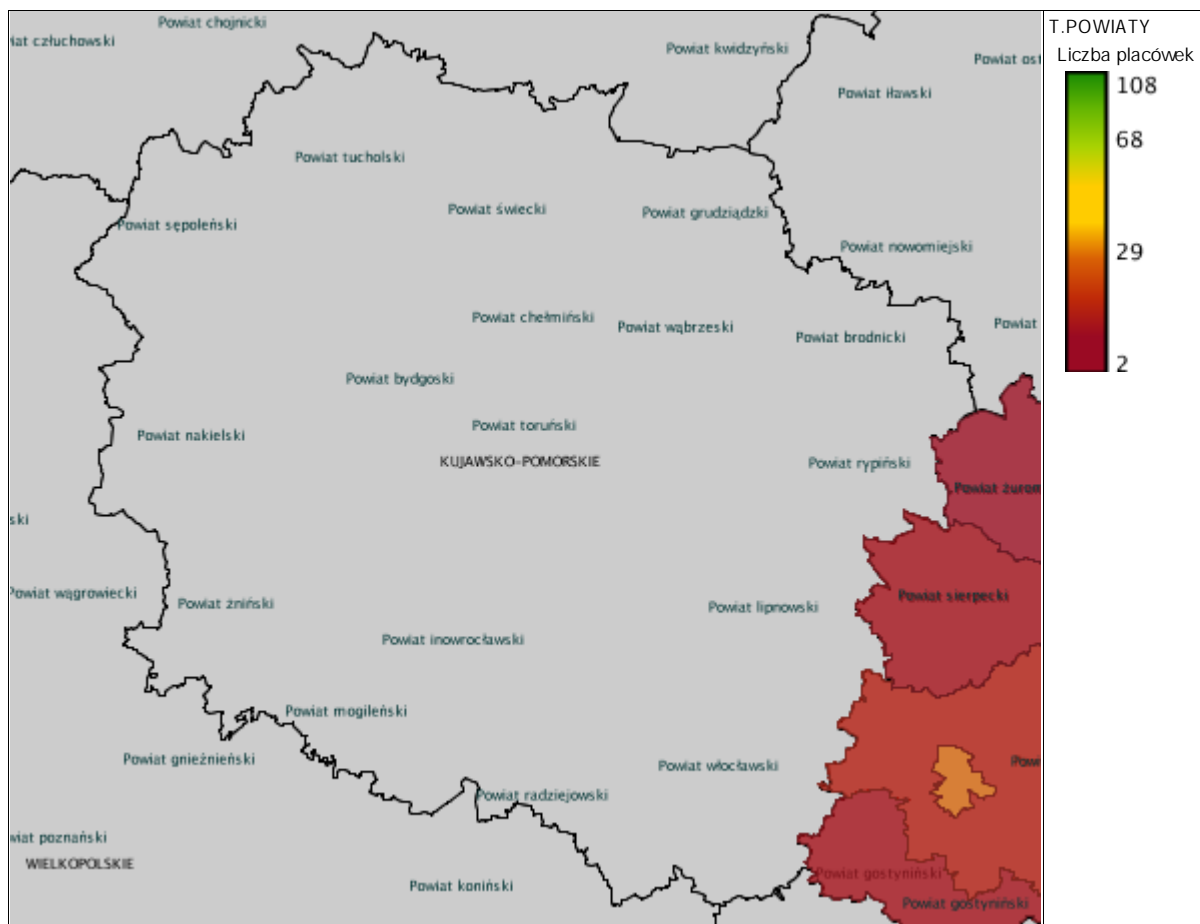 Powiat chojnicki
iat człuchowski
Powiat kwidzyński
Powiat ost
Powiat iławski
Powiat tucholski
Powiat świecki
Powiat grudziądzki
Powiat sępoleński
Powiat nowomiejski
Powiat chełmiński
Powiat wąbrzeski
Powiat brodnicki
Powiat
Powiat bydgoski
Powiat toruński
Powiat nakielski
KUJAWSKO-POMORSKIE
Powiat rypiński
Powiat żurom
ski
Powiat wągrowiecki
Powiat żniński
Powiat sierpecki
Powiat lipnowski
Powiat inowrocławski
Powiat mogileński
Powiat gnieźnieński
Powiat włocławski
Powi
Powiat radziejowski
wiat poznański
WIELKOPOLSKIE
Powiat koniński
Powiat gostyniński
Powiat gostyniński
T.POWIATY
Liczba placówek
108
68
29
2